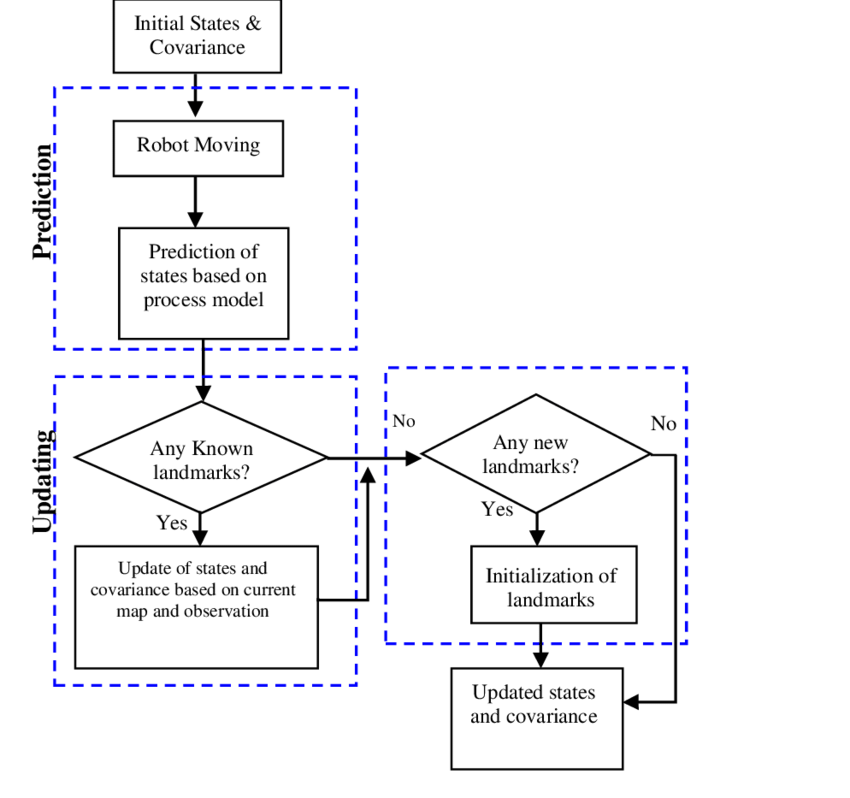 Initial States &
Covariance
Prediction
Robot Moving
Prediction of
states based on
process model
Updating
Any Known
landmarks?
No
Yes
Update of states and
covariance based on current
map and observation
Any new
landmarks?
No
Yes
Initialization of
landmarks
Updated states
and covariance